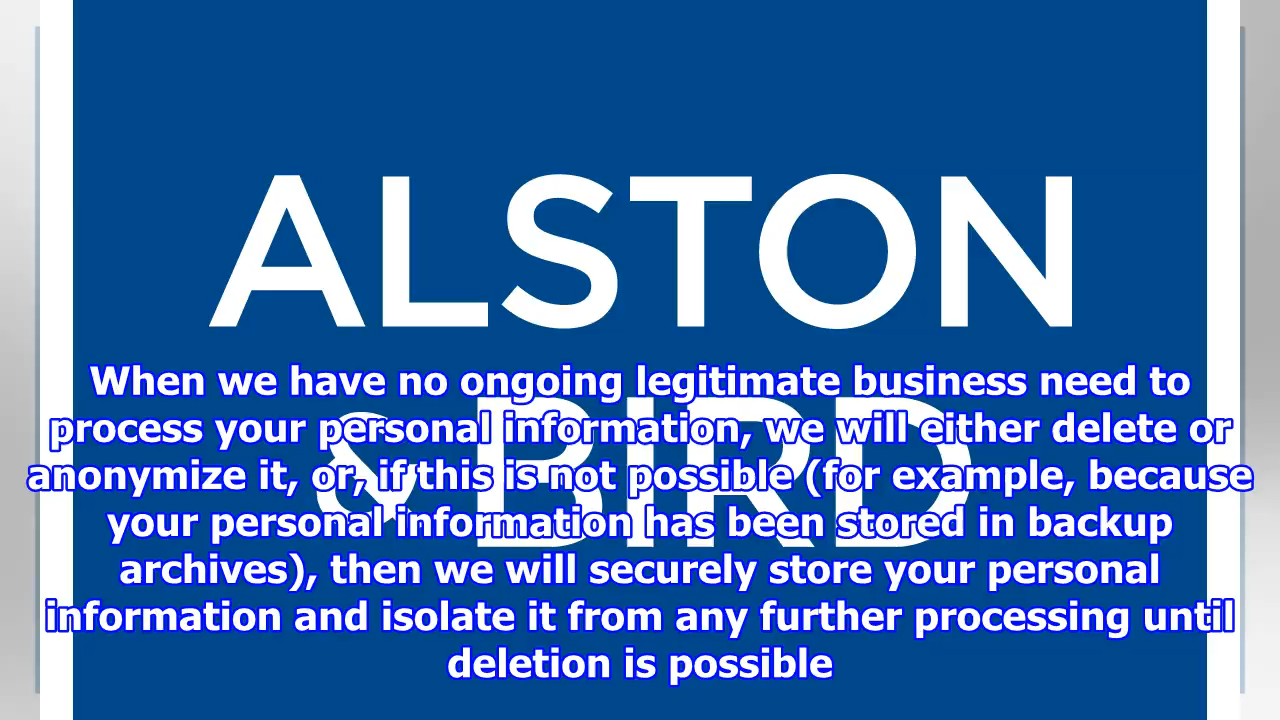 ALSTON
& BIRD
When we have no ongoing legitimate business need to
process your personal information, we will either delete or
anonymize it, or, if this is not possible (for example, because
your personal information has been stored in backup
archives), then we will securely store your personal
information and isolate it from any further processing until
deletion is possible